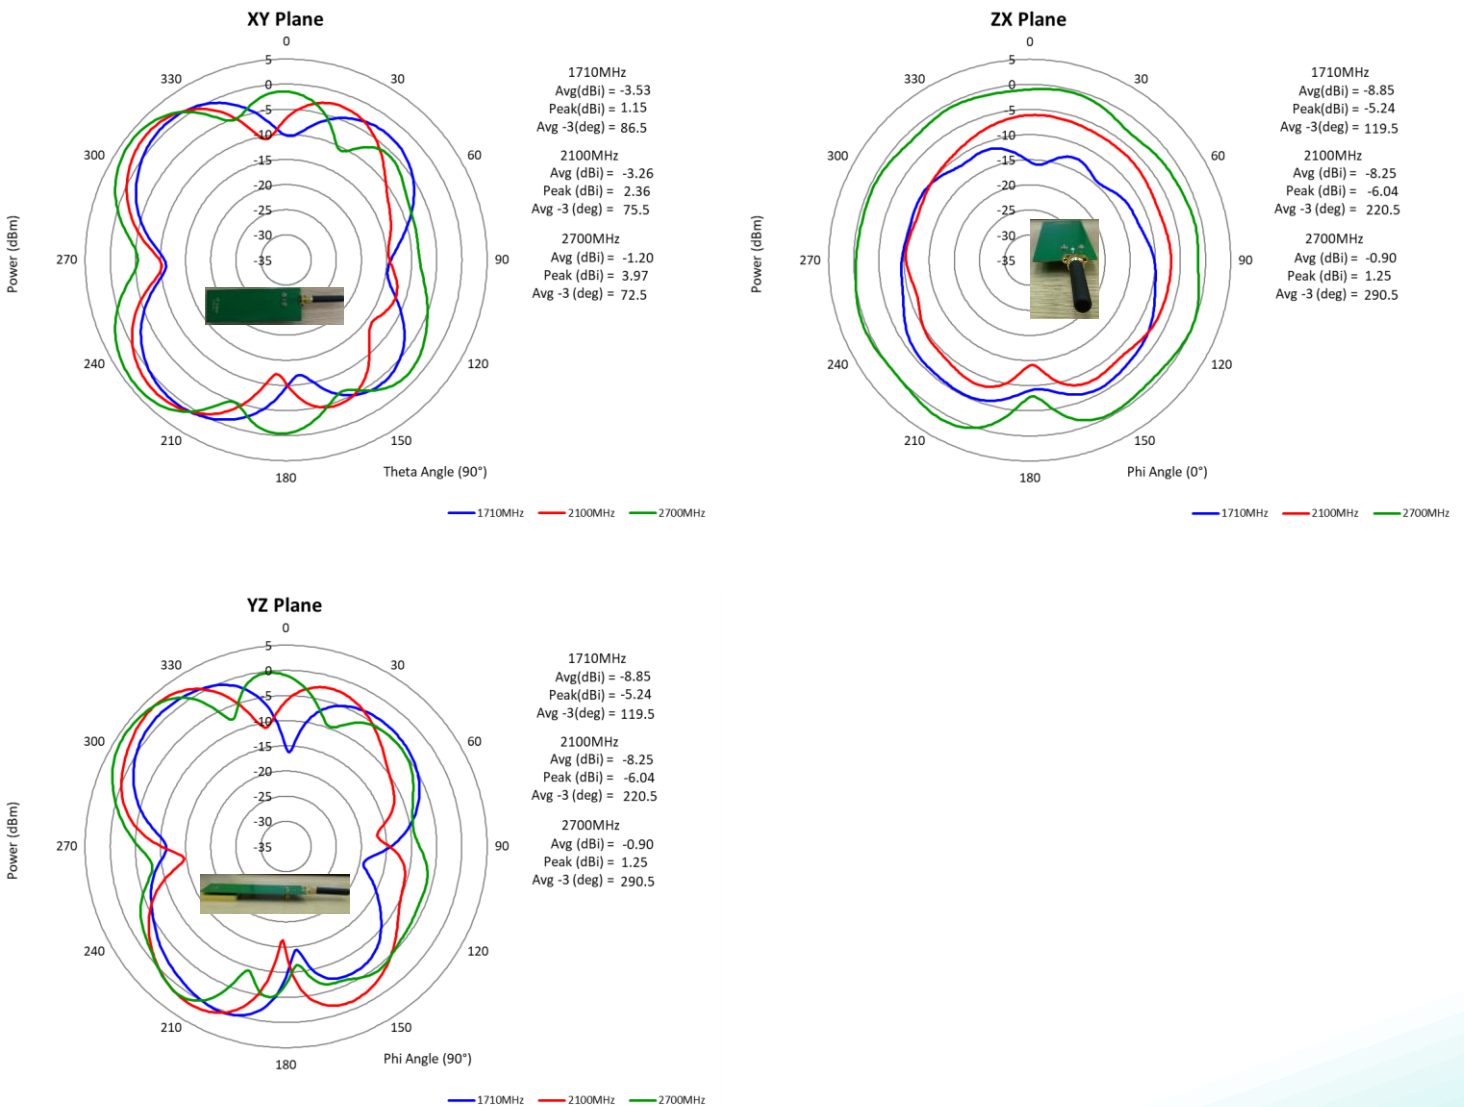 XY Plane
0
30
60
90
120
150
180
210
240
270
300
330
5
0
-5
-10
-15
-20
-25
-30
-35
Power (dBm)
Theta Angle (90°)
1710MHz
Avg(dBi) = -3.53
Peak(dBi) = 1.15
Avg -3(deg) = 86.5
2100MHz
Avg (dBi) = -3.26
Peak (dBi) = 2.36
Avg -3 (deg) = 75.5
2700MHz
Avg (dBi) = -1.20
Peak (dBi) = 3.97
Avg -3 (deg) = 72.5
1710MHz 2100MHz 2700MHz
ZX Plane
0
30
60
90
120
150
180
210
240
270
300
330
5
0
-5
-10
-15
-20
-25
-30
-35
Power (dBm)
Phi Angle (0°)
1710MHz
Avg(dBi) = -8.85
Peak(dBi) = -5.24
Avg -3(deg) = 119.5
2100MHz
Avg (dBi) = -8.25
Peak (dBi) = -6.04
Avg -3 (deg) = 220.5
2700MHz
Avg (dBi) = -0.90
Peak (dBi) = 1.25
Avg -3 (deg) = 290.5
1710MHz 2100MHz 2700MHz
YZ Plane
0
30
60
90
120
150
180
210
240
270
300
330
5
0
-5
-10
-15
-20
-25
-30
-35
Power (dBm)
Phi Angle (90°)
1710MHz
Avg(dBi) = -8.85
Peak(dBi) = -5.24
Avg -3(deg) = 119.5
2100MHz
Avg (dBi) = -8.25
Peak (dBi) = -6.04
Avg -3 (deg) = 220.5
2700MHz
Avg (dBi) = -0.90
Peak (dBi) = 1.25
Avg -3 (deg) = 290.5
1710MHz 2100MHz 2700MHz